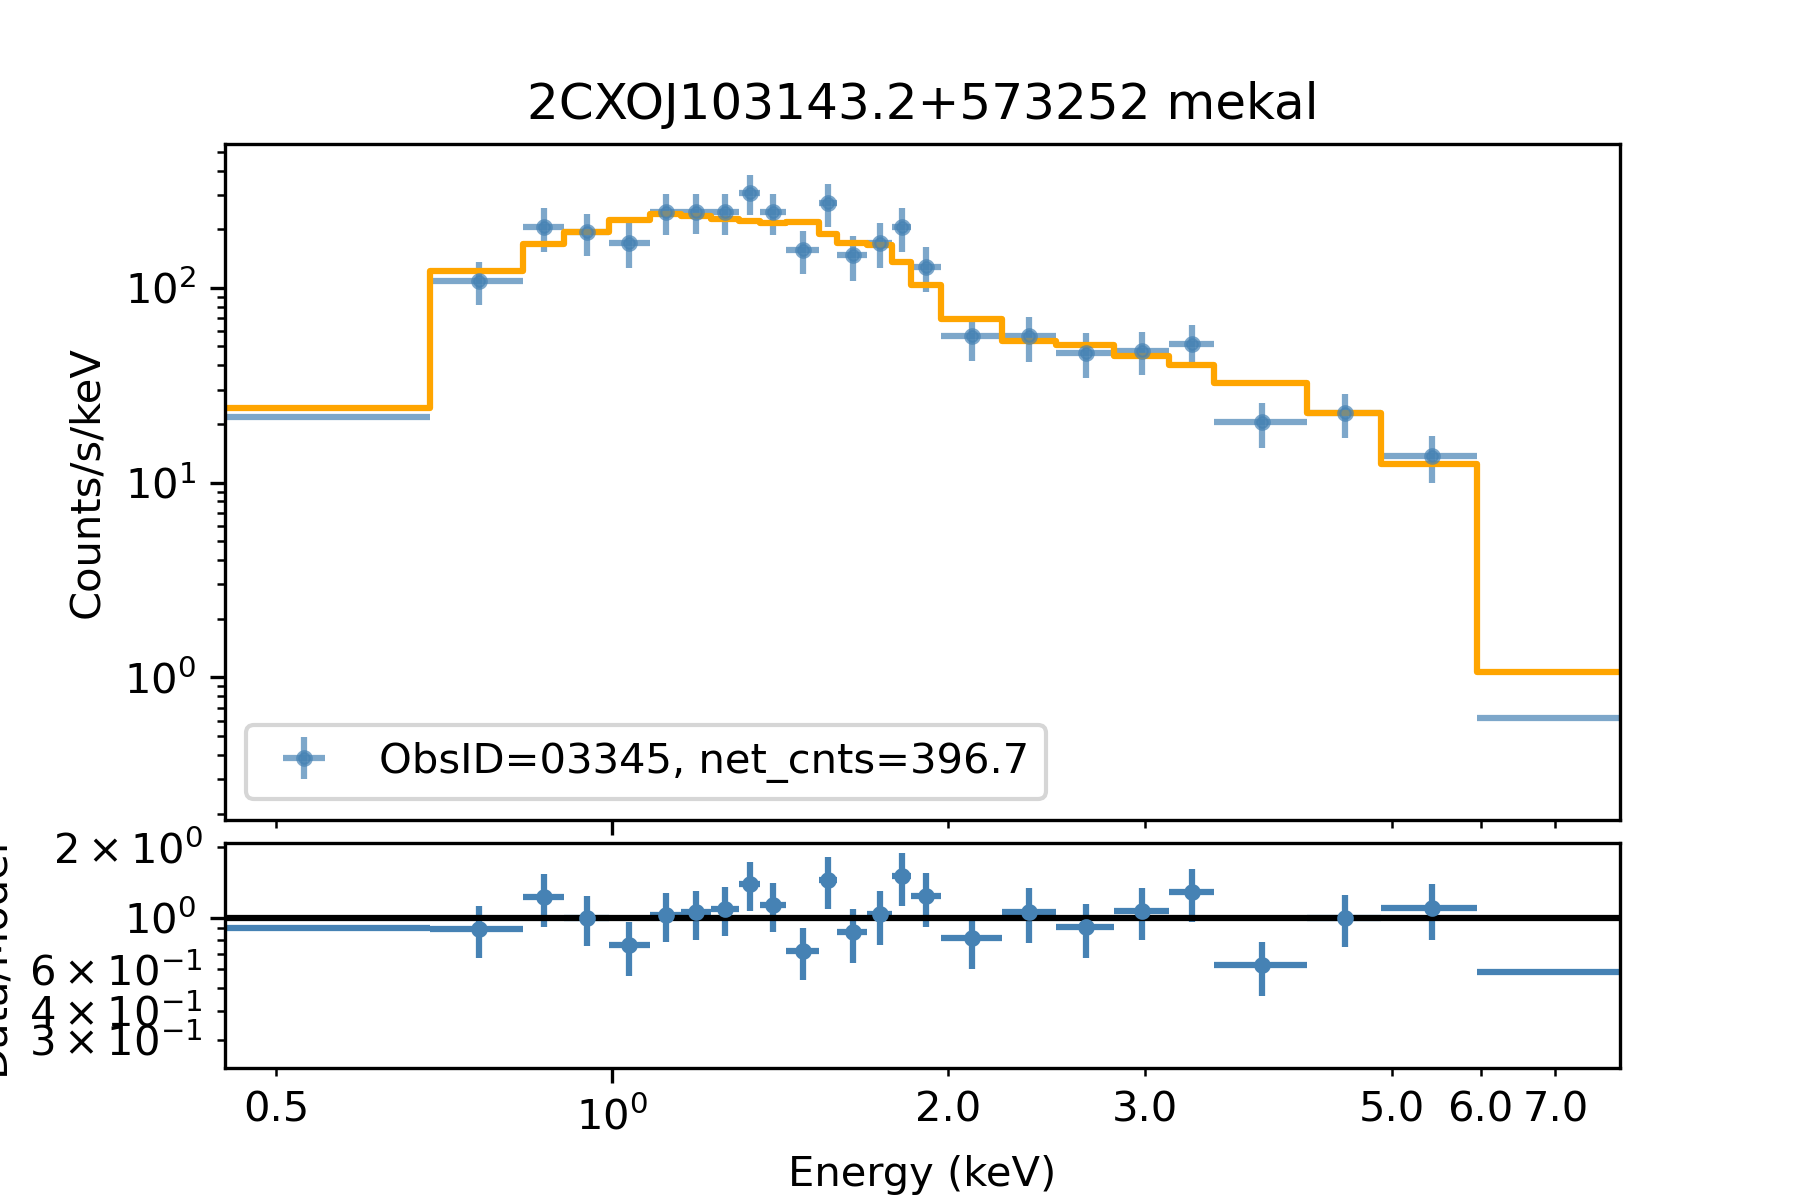 2CXOJ103143.2+573252 mekal
Counts/s/keV
10²
10¹
10⁰
ObsID=03345, net_cnts=396.7
2 × 10⁰
10⁰
6 × 10⁻¹
4 × 10⁻¹
3 × 10⁻¹
0.5 10⁰ 2.0 3.0 5.0 6.0 7.0
Energy (keV)